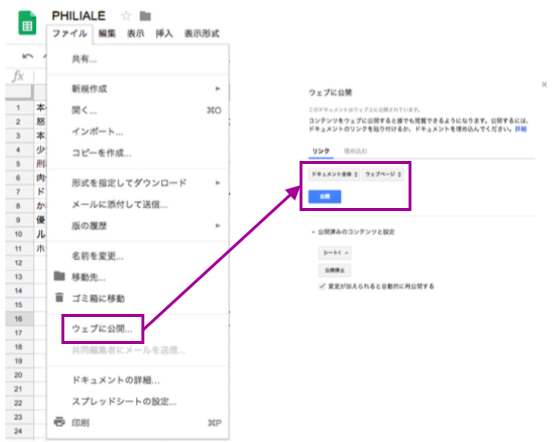 PHILIALE
ファイル 編集 表示 挿入 表示形式
共有...
新規作成
開く... ⌘O
インポート...
コピーを作成...
形式を指定してダウンロード
メールに添付して送信...
版の履歴
名前を変更...
移動先...
ゴミ箱に移動
ウェブに公開...
共同編集者にメールを送信...
ドキュメントの詳細...
スプレッドシートの設定...
印刷 ⌘P
fx
1 本
2 怒
3 本
4 少
5 刑
6 肉
7 ド
8 か
9 優
10 ル
11 ホ
12
13
14
15
16
17
18
19
20
21
22
23
24
ウェブに公開
このドキュメントはウェブ上に公開されています。
コンテンツをウェブに公開すると誰でも閲覧できるようになります。公開するには、
ドキュメントのリンクを貼り付けるか、ドキュメントを埋め込んでください。詳細
リンク 埋め込む
ドキュメント全体 ウェブページ
公開
公開済みのコンテンツと設定
シート1
公開停止
変更が加えられると自動的に再公開する